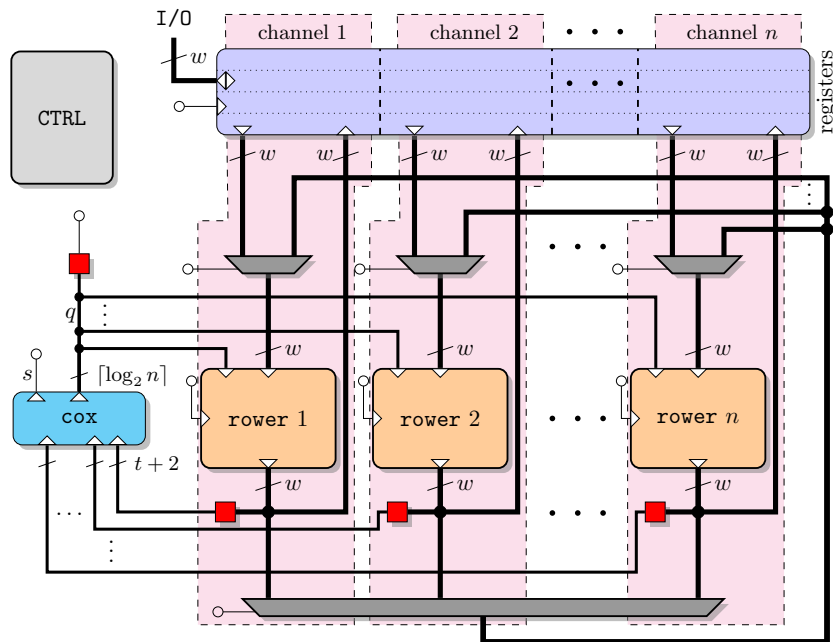 I/O
w
channel 1
channel 2
channel n
registers
CTRL
w
w
w
w
w
w
q
s
⌈log₂ n⌉
w
w
w
cox
rower 1
rower 2
rower n
t + 2
w
w
w